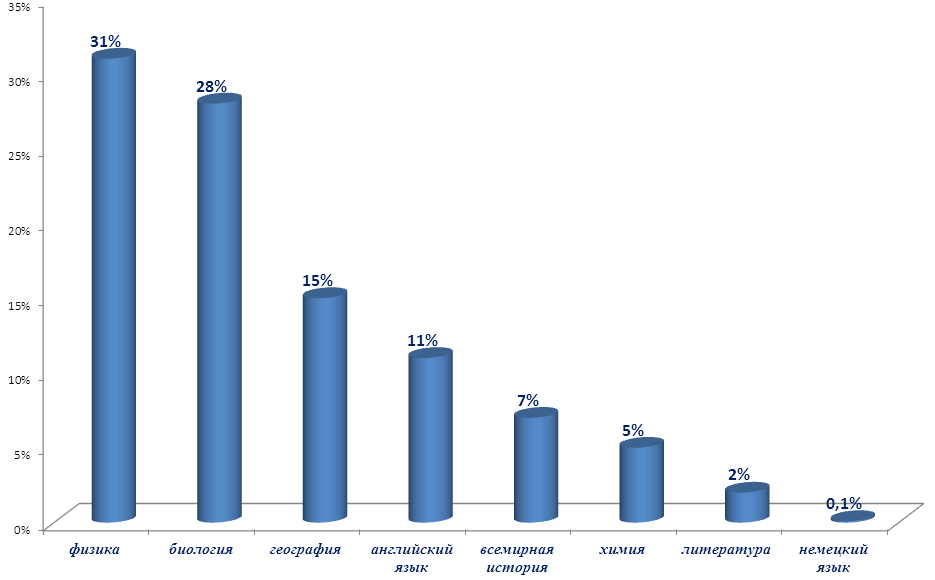 35%
30%
25%
20%
15%
10%
5%
0%
31%
28%
15%
11%
7%
5%
2%
0,1%
физика
биология
география
английский
язык
всемирная
история
химия
литература
немецкий
язык